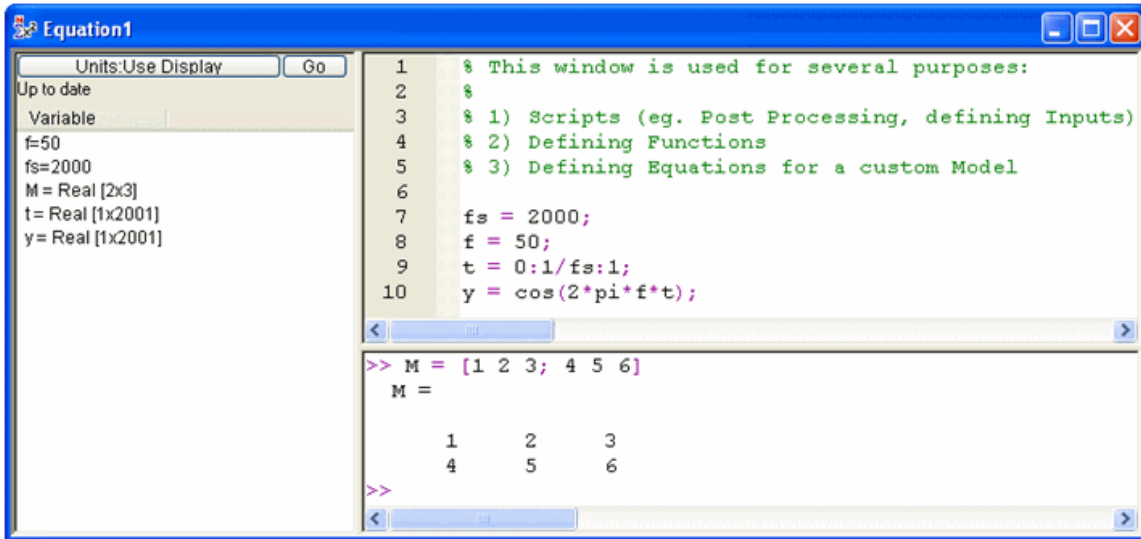 Equation1
Units:Use Display Go
Up to date
Variable
f=50
fs=2000
M = Real [2x3]
t = Real [1x2001]
y = Real [1x2001]
1 % This window is used for several purposes:
2 %
3 % 1) Scripts (eg. Post Processing, defining Inputs)
4 % 2) Defining Functions
5 % 3) Defining Equations for a custom Model
6
7 fs = 2000;
8 f = 50;
9 t = 0:1/fs:1;
10 y = cos(2*pi*f*t);
>> M = [1 2 3; 4 5 6]
M =
1 2 3
4 5 6
>>